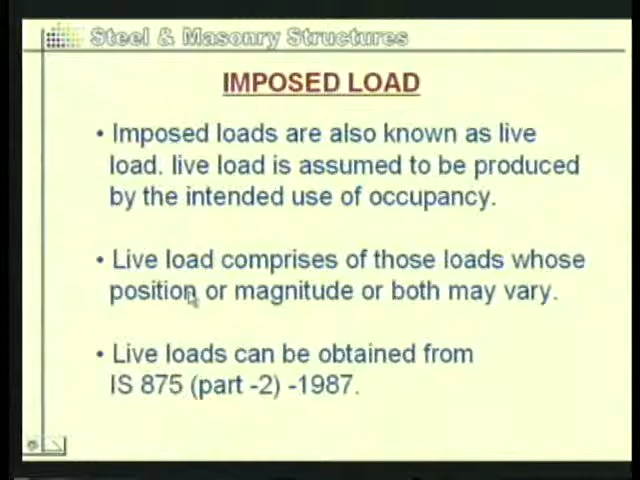 Steel & Masonry Structures
IMPOSED LOAD
• Imposed loads are also known as live
load. live load is assumed to be produced
by the intended use of occupancy.
• Live load comprises of those loads whose
position or magnitude or both may vary.
• Live loads can be obtained from
IS 875 (part -2) -1987.